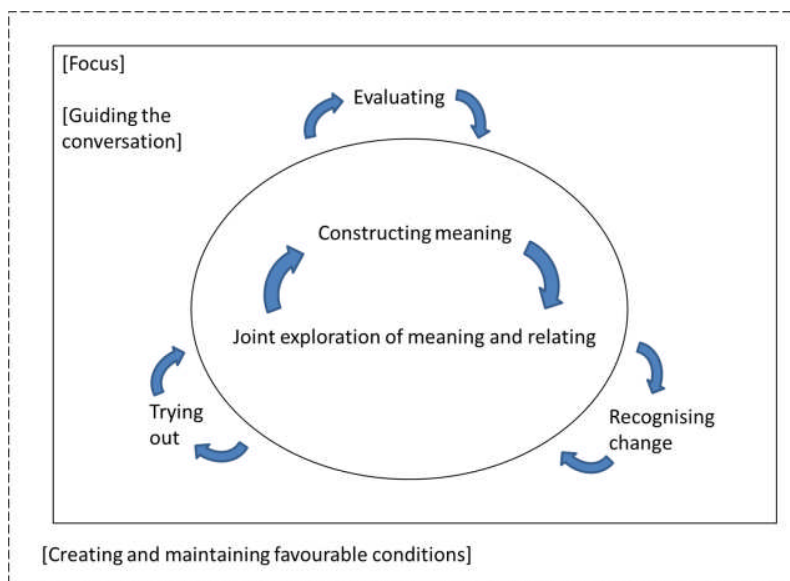 [Focus]
[Guiding the
conversation]
Evaluating
Constructing meaning
Joint exploration of meaning and relating
Trying
out
Recognising
change
[Creating and maintaining favourable conditions]